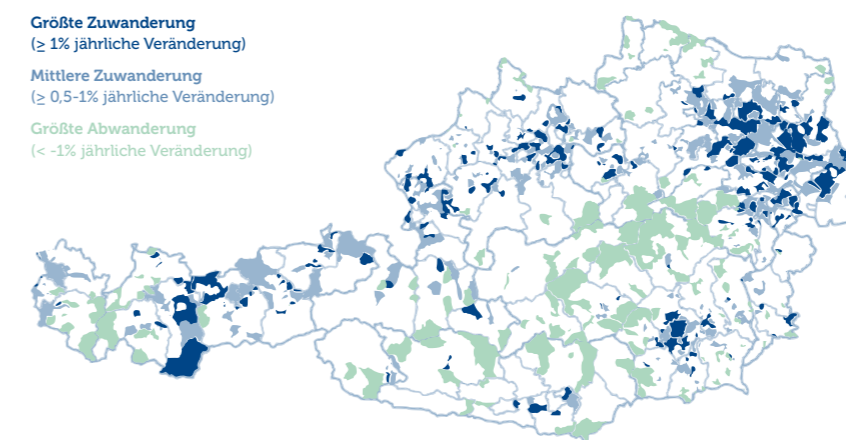 Größte Zuwanderung
(≥ 1% jährliche Veränderung)
Mittlere Zuwanderung
(≥ 0,5-1% jährliche Veränderung)
Größte Abwanderung
(< -1% jährliche Veränderung)